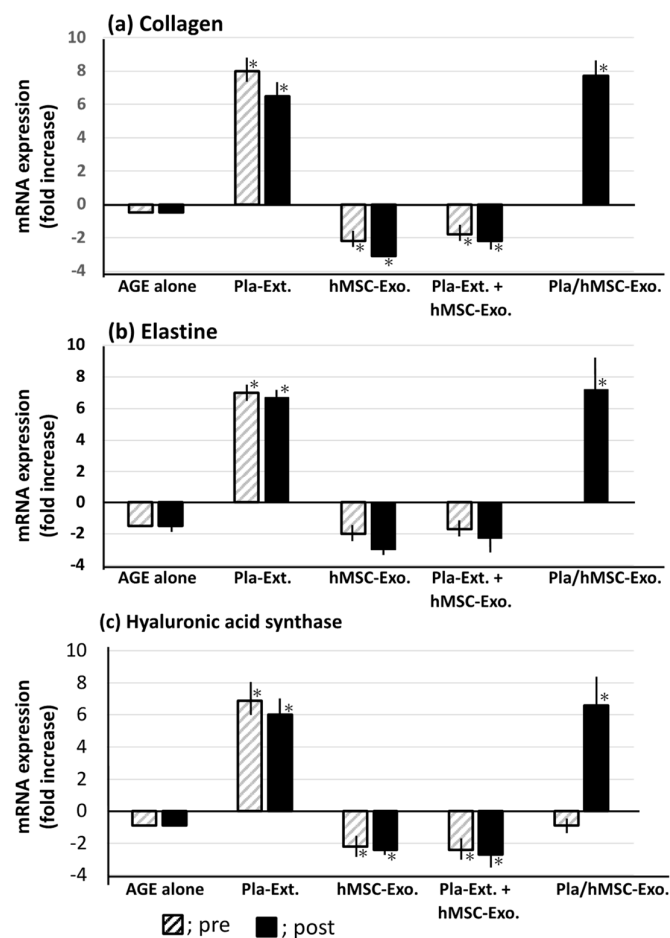 (a) Collagen
mRNA expression
(fold increase)
10
8
6
4
2
0
-2
-4
*
*
*
*
*
*
*
AGE alone
Pla-Ext.
hMSC-Exo.
Pla-Ext. +
hMSC-Exo.
Pla/hMSC-Exo.
(b) Elastine
mRNA expression
(fold increase)
10
8
6
4
2
0
-2
-4
*
*
*
AGE alone
Pla-Ext.
hMSC-Exo.
Pla-Ext. +
hMSC-Exo.
Pla/hMSC-Exo.
(c) Hyaluronic acid synthase
mRNA expression
(fold increase)
10
8
6
4
2
0
-2
-4
*
*
*
*
*
*
*
AGE alone
Pla-Ext.
hMSC-Exo.
Pla-Ext. +
hMSC-Exo.
Pla/hMSC-Exo.
; pre ; post